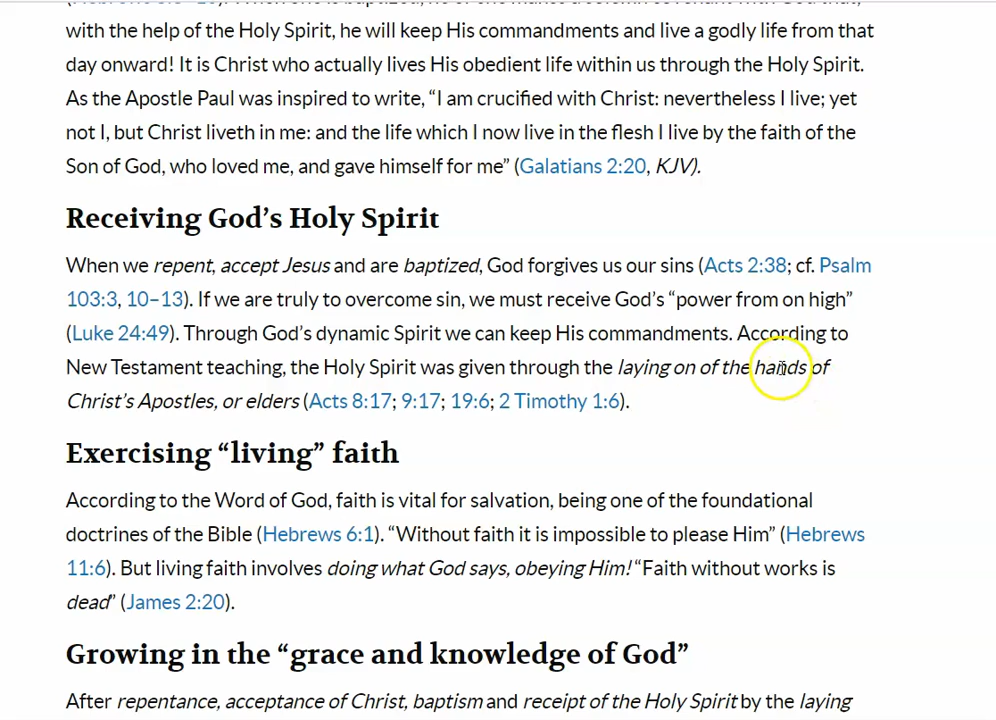 with the help of the Holy Spirit, he will keep His commandments and live a godly life from that
day onward! It is Christ who actually lives His obedient life within us through the Holy Spirit.
As the Apostle Paul was inspired to write, “I am crucified with Christ: nevertheless I live; yet
not I, but Christ liveth in me: and the life which I now live in the flesh I live by the faith of the
Son of God, who loved me, and gave himself for me” (Galatians 2:20, KJV).
Receiving God’s Holy Spirit
When we repent, accept Jesus and are baptized, God forgives us our sins (Acts 2:38; cf. Psalm
103:3, 10–13). If we are truly to overcome sin, we must receive God’s “power from on high”
(Luke 24:49). Through God’s dynamic Spirit we can keep His commandments. According to
New Testament teaching, the Holy Spirit was given through the laying on of the hands of
Christ’s Apostles, or elders (Acts 8:17; 9:17; 19:6; 2 Timothy 1:6).
Exercising “living” faith
According to the Word of God, faith is vital for salvation, being one of the foundational
doctrines of the Bible (Hebrews 6:1). “Without faith it is impossible to please Him” (Hebrews
11:6). But living faith involves doing what God says, obeying Him! “Faith without works is
dead” (James 2:20).
Growing in the “grace and knowledge of God”
After repentance, acceptance of Christ, baptism and receipt of the Holy Spirit by the laying